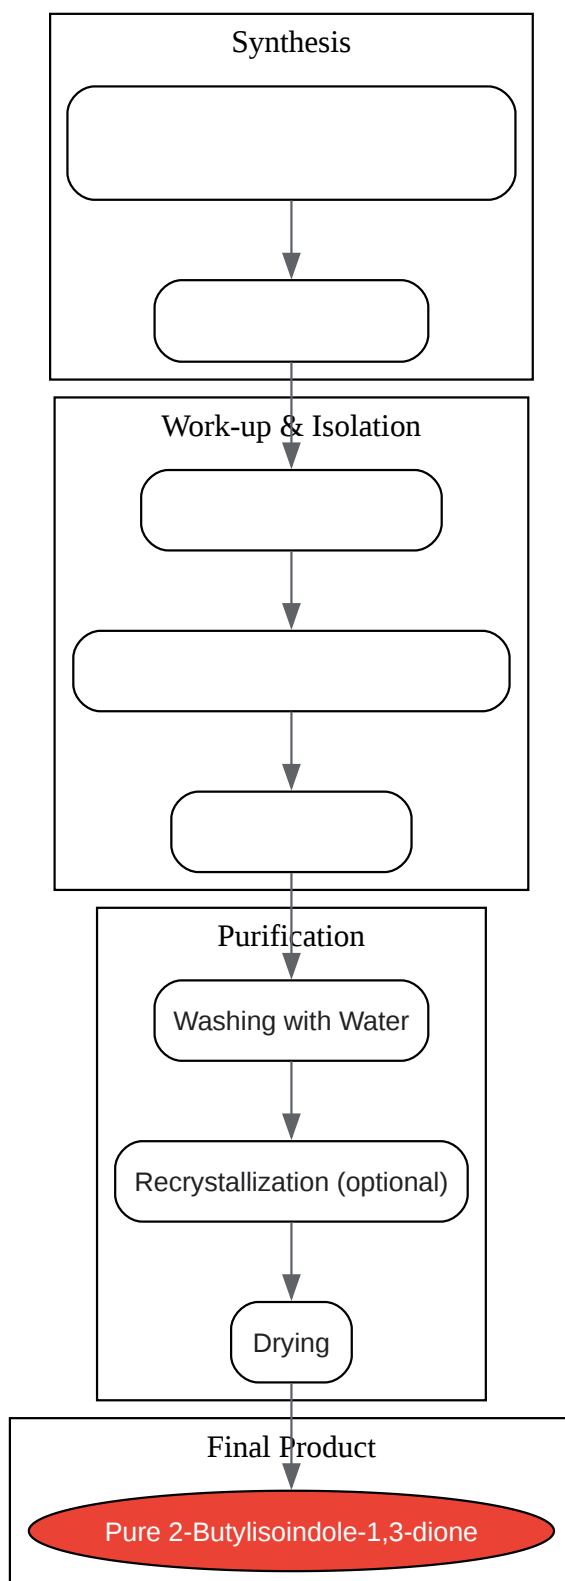 Synthesis
Work-up & Isolation
Purification
Washing with Water
Recrystallization (optional)
Drying
Final Product
Pure 2-Butylisoindole-1,3-dione